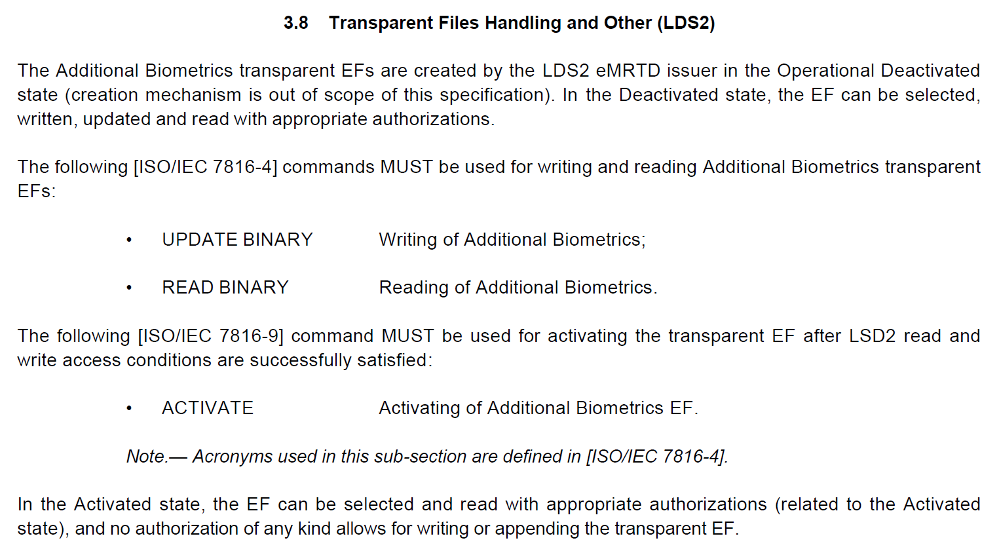 3.8 Transparent Files Handling and Other (LDS2)
The Additional Biometrics transparent EFs are created by the LDS2 eMRTD issuer in the Operational Deactivated
state (creation mechanism is out of scope of this specification). In the Deactivated state, the EF can be selected,
written, updated and read with appropriate authorizations.
The following [ISO/IEC 7816-4] commands MUST be used for writing and reading Additional Biometrics transparent
EFs:
• UPDATE BINARY Writing of Additional Biometrics;
• READ BINARY Reading of Additional Biometrics.
The following [ISO/IEC 7816-9] command MUST be used for activating the transparent EF after LSD2 read and
write access conditions are successfully satisfied:
• ACTIVATE Activating of Additional Biometrics EF.
Note.— Acronyms used in this sub-section are defined in [ISO/IEC 7816-4].
In the Activated state, the EF can be selected and read with appropriate authorizations (related to the Activated
state), and no authorization of any kind allows for writing or appending the transparent EF.